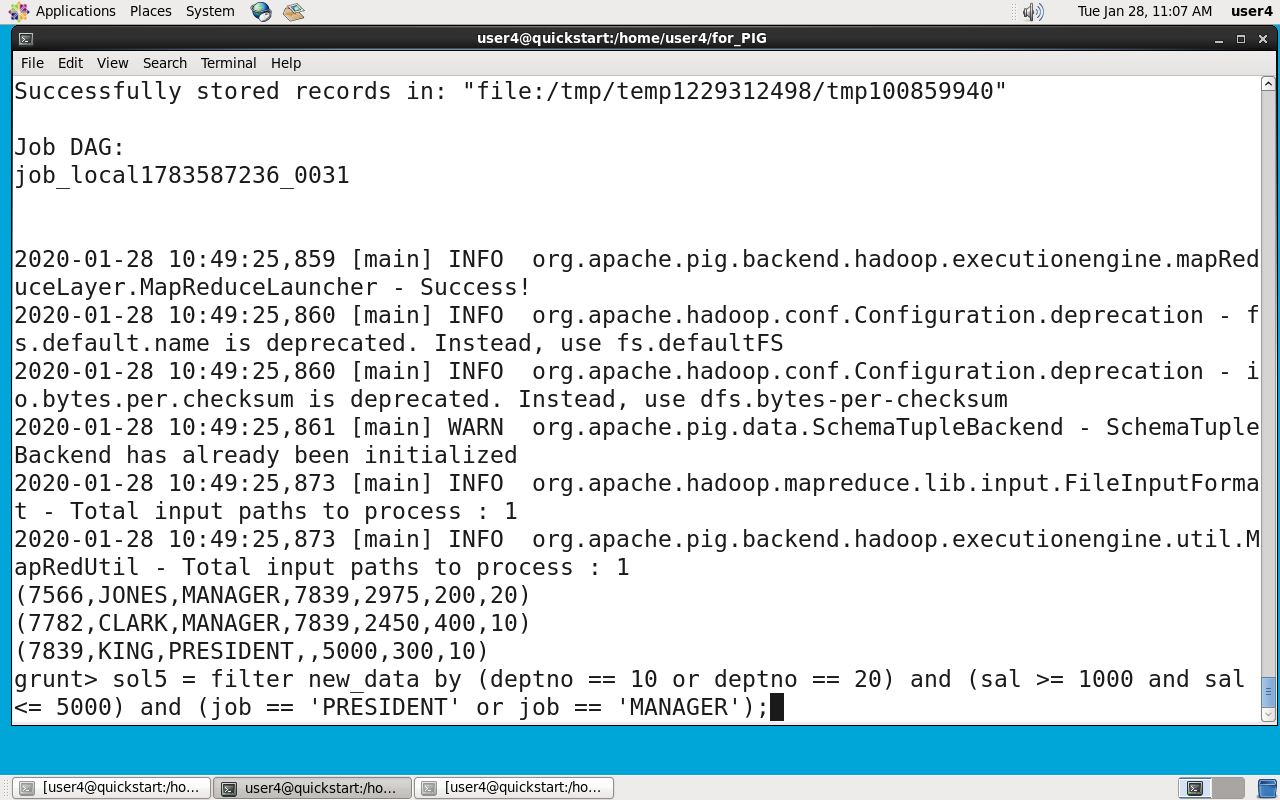 Applications Places System Tue Jan 28, 11:07 AM user4
user4@quickstart:/home/user4/for_PIG
File Edit View Search Terminal Help
Successfully stored records in: "file:/tmp/temp1229312498/tmp100859940"
Job DAG:
job_local1783587236_0031
2020-01-28 10:49:25,859 [main] INFO  org.apache.pig.backend.hadoop.executionengine.mapRed
uceLayer.MapReduceLauncher - Success!
2020-01-28 10:49:25,860 [main] INFO  org.apache.hadoop.conf.Configuration.deprecation - f
s.default.name is deprecated. Instead, use fs.defaultFS
2020-01-28 10:49:25,860 [main] INFO  org.apache.hadoop.conf.Configuration.deprecation - i
o.bytes.per.checksum is deprecated. Instead, use dfs.bytes-per-checksum
2020-01-28 10:49:25,861 [main] WARN  org.apache.pig.data.SchemaTupleBackend - SchemaTuple
Backend has already been initialized
2020-01-28 10:49:25,873 [main] INFO  org.apache.hadoop.mapreduce.lib.input.FileInputForma
t - Total input paths to process : 1
2020-01-28 10:49:25,873 [main] INFO  org.apache.pig.backend.hadoop.executionengine.util.M
apRedUtil - Total input paths to process : 1
(7566,JONES,MANAGER,7839,2975,200,20)
(7782,CLARK,MANAGER,7839,2450,400,10)
(7839,KING,PRESIDENT,,5000,300,10)
grunt> sol5 = filter new_data by (deptno == 10 or deptno == 20) and (sal >= 1000 and sal
<= 5000) and (job == 'PRESIDENT' or job == 'MANAGER');
[user4@quickstart:/ho... user4@quickstart:/ho... [user4@quickstart:/ho...